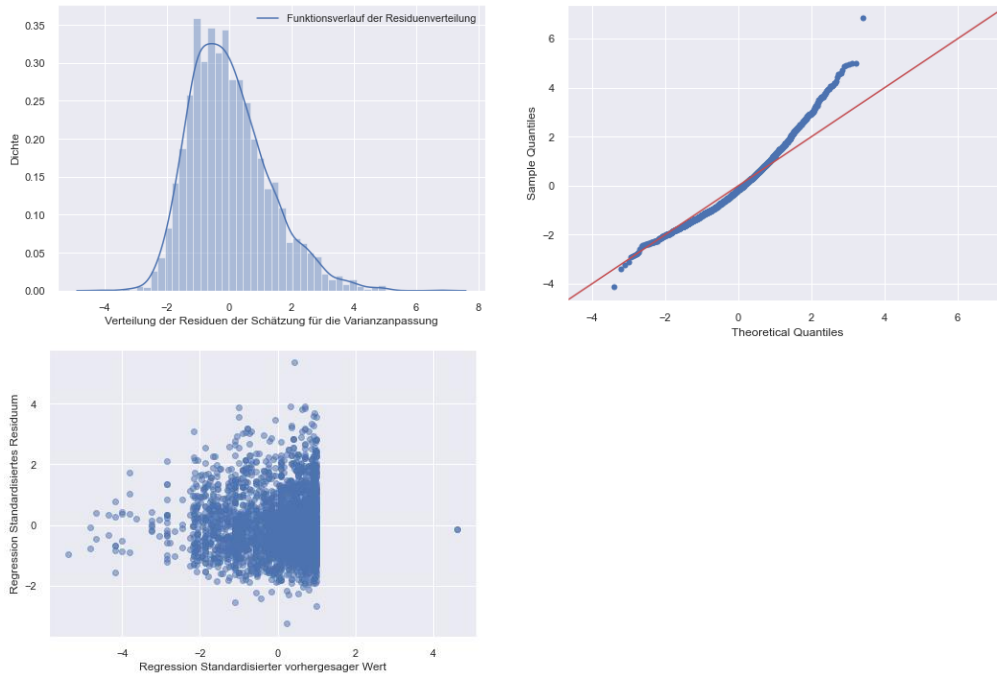 Funktionsverlauf der Residuenverteilung
0.35
0.30
0.25
0.20
0.15
0.10
0.05
0.00
Dichte
−4 −2 0 2 4 6 8
Verteilung der Residuen der Schätzung für die Varianzanpassung
6
4
2
0
−2
−4
Sample Quantiles
−4 −2 0 2 4 6
Theoretical Quantiles
4
2
0
−2
Regression Standardisiertes Residuum
−4 −2 0 2 4
Regression Standardisierter vorhergesager Wert